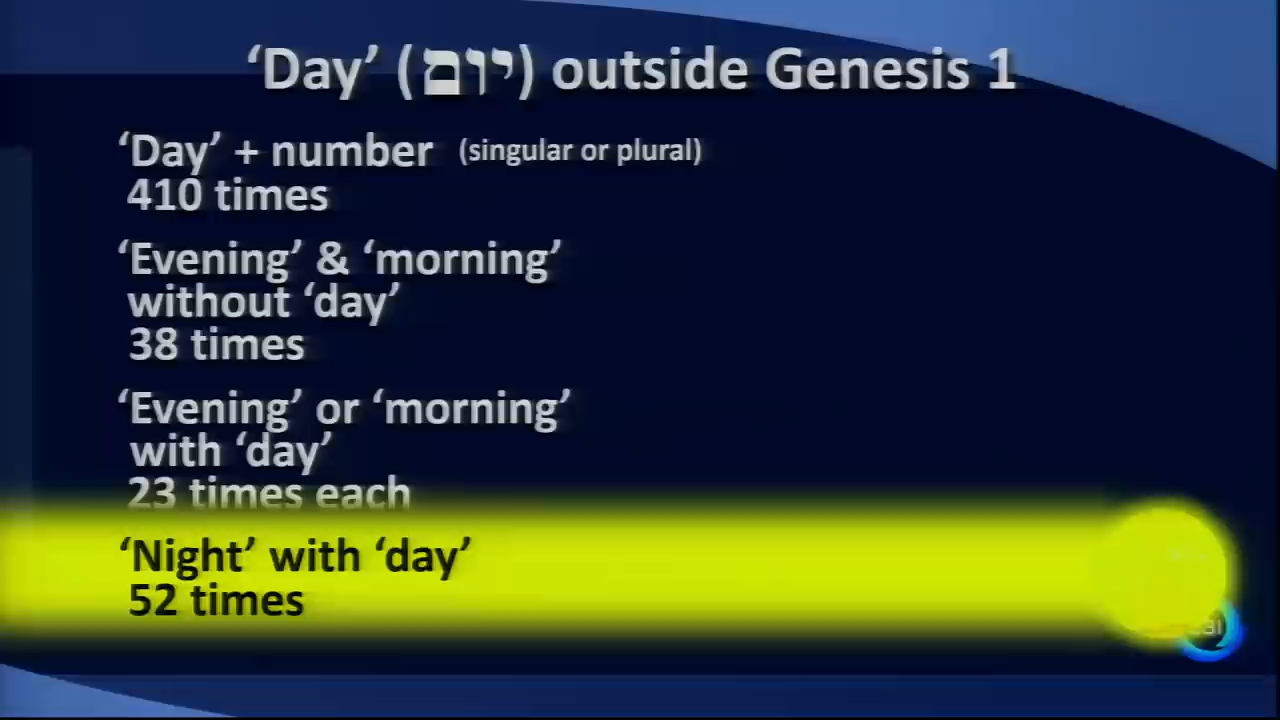 ‘Day’ (יום) outside Genesis 1
‘Day’ + number (singular or plural)
410 times
‘Evening’ & ‘morning’
without ‘day’
38 times
‘Evening’ or ‘morning’
with ‘day’
23 times each
‘Night’ with ‘day’
52 times